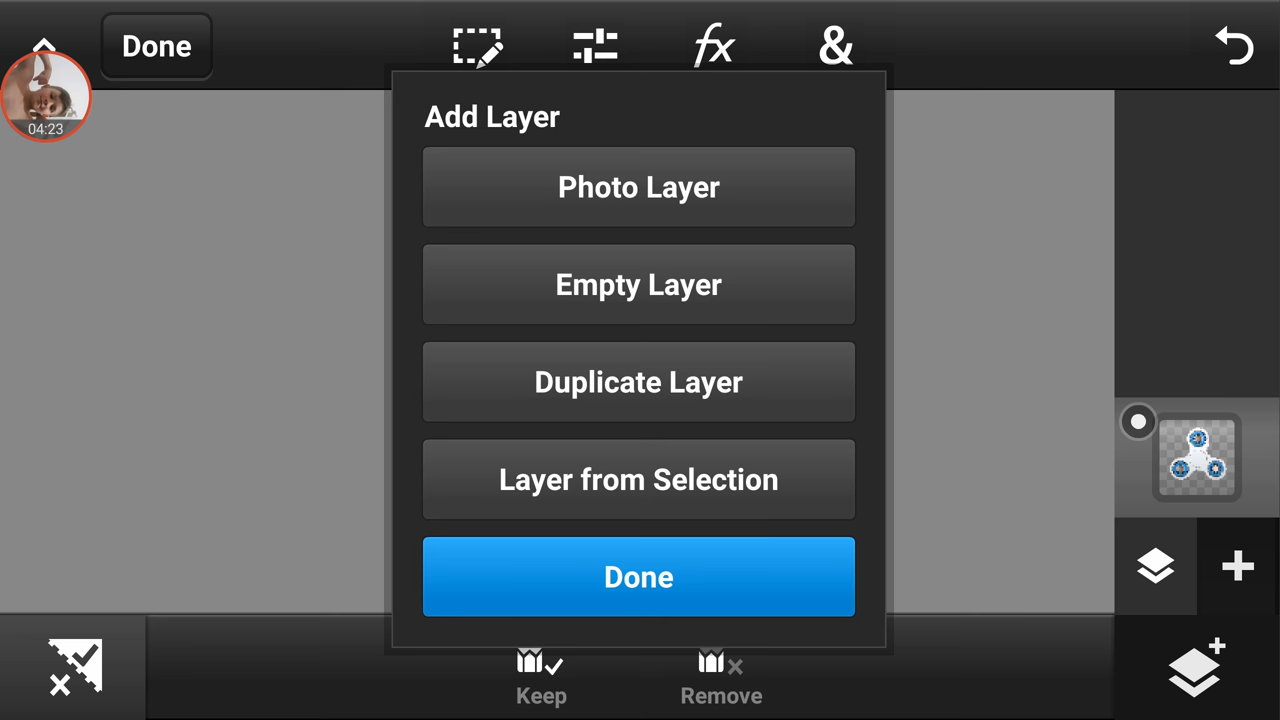 Done
fx
&
04:23
Add Layer
Photo Layer
Empty Layer
Duplicate Layer
Layer from Selection
Done
Keep
Remove